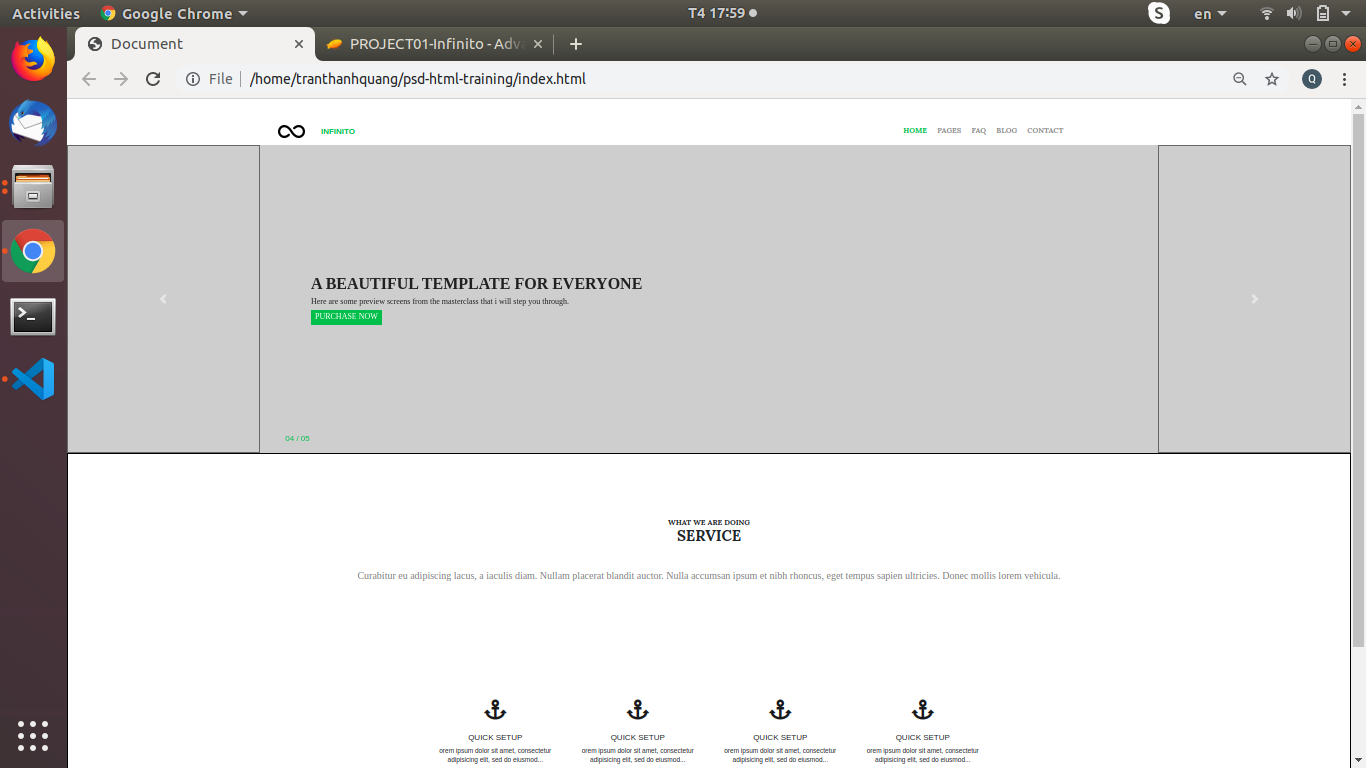 Activities
Google Chrome
T4 17:59
S
en
Document
PROJECT01-Infinito - Adva
File
/home/tranthanhquang/psd-html-training/index.html
Q
INFINITO
HOME PAGES FAQ BLOG CONTACT
A BEAUTIFUL TEMPLATE FOR EVERYONE
Here are some preview screens from the masterclass that i will step you through.
PURCHASE NOW
04 / 05
WHAT WE ARE DOING
SERVICE
Curabitur eu adipiscing lacus, a iaculis diam. Nullam placerat blandit auctor. Nulla accumsan ipsum et nibh rhoncus, eget tempus sapien ultricies. Donec mollis lorem vehicula.
QUICK SETUP
orem ipsum dolor sit amet, consectetur
adipisicing elit, sed do eiusmod...
QUICK SETUP
orem ipsum dolor sit amet, consectetur
adipisicing elit, sed do eiusmod...
QUICK SETUP
orem ipsum dolor sit amet, consectetur
adipisicing elit, sed do eiusmod...
QUICK SETUP
orem ipsum dolor sit amet, consectetur
adipisicing elit, sed do eiusmod...